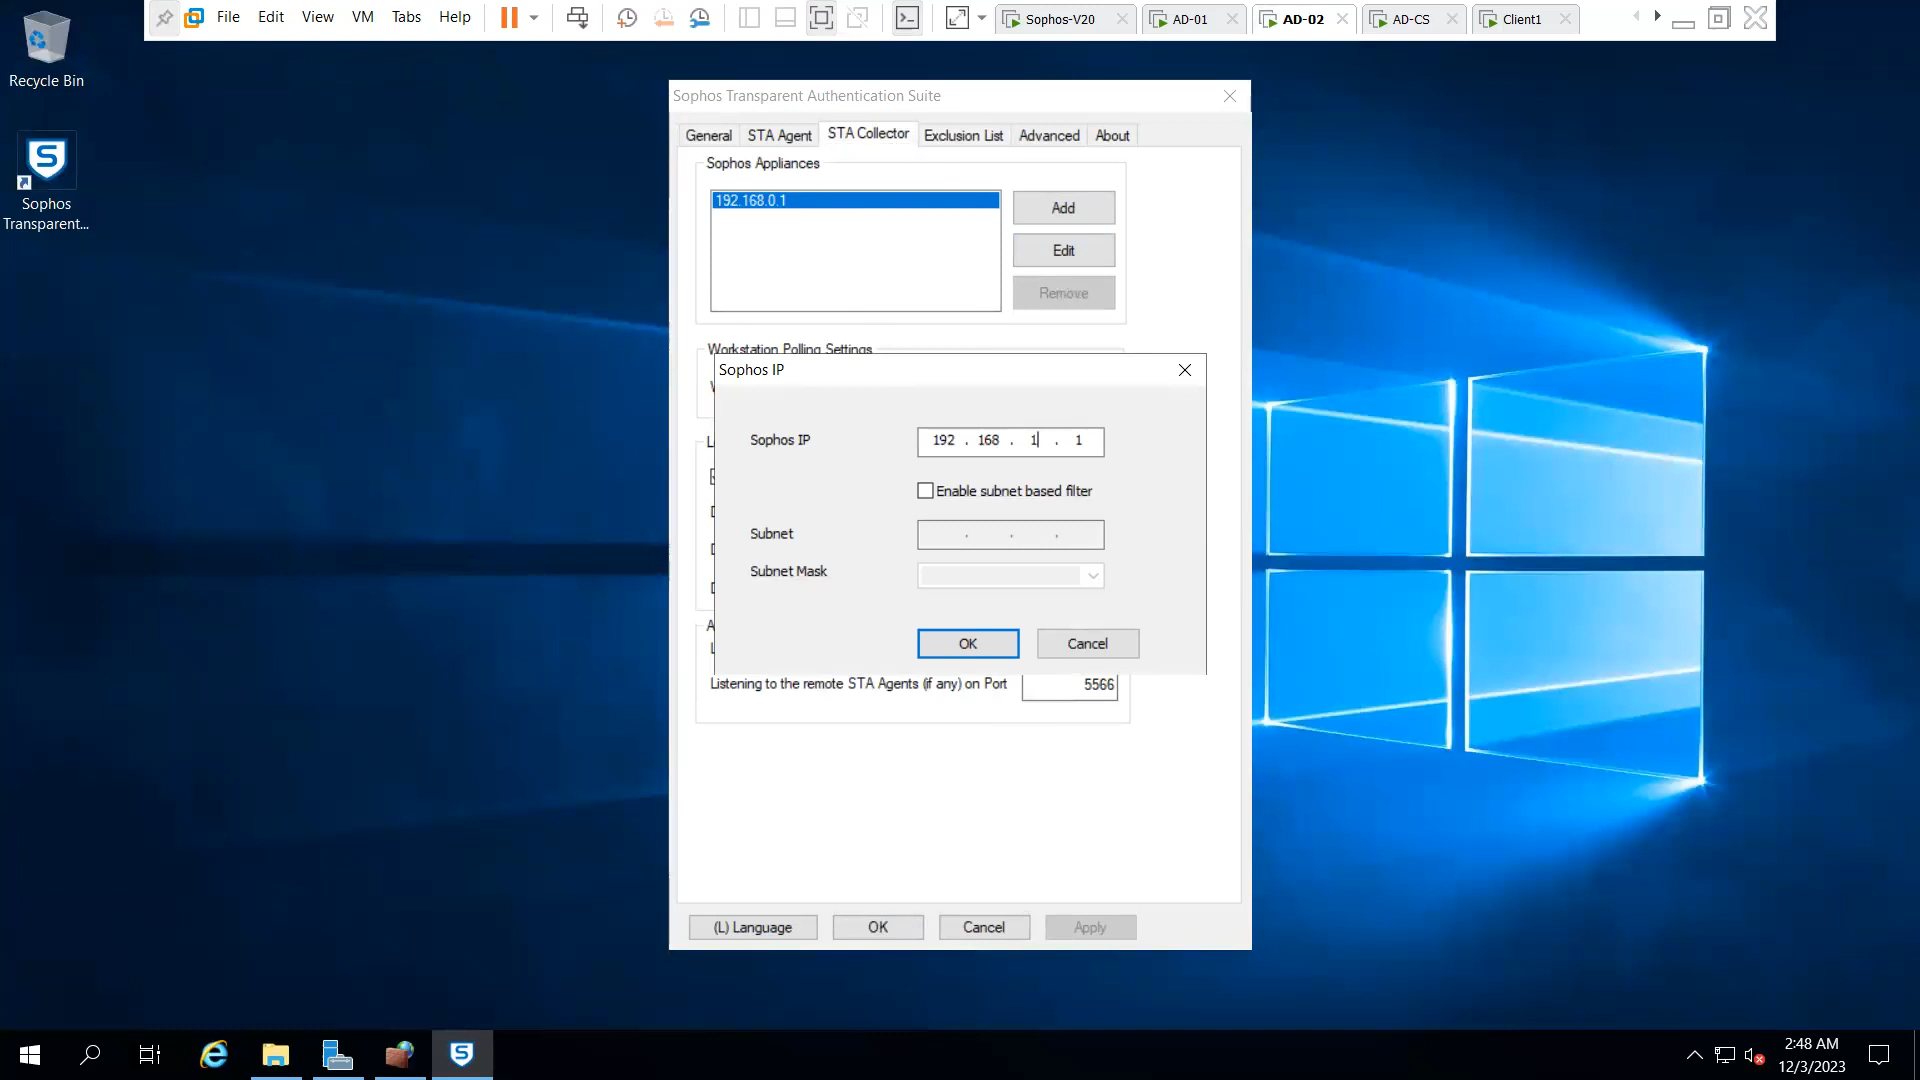 File Edit View VM Tabs Help
Sophos-V20 AD-01 AD-02 AD-CS Client1
Recycle Bin
Sophos
Transparent...
Sophos Transparent Authentication Suite
General STA Agent STA Collector Exclusion List Advanced About
Sophos Appliances
192.168.0.1
Add
Edit
Remove
Workstation Polling Settings
Sophos IP
Sophos IP 192 . 168 . 1 . 1
Enable subnet based filter
Subnet . . .
Subnet Mask
OK Cancel
Listening to the remote STA Agents (if any) on Port 5566
(L) Language OK Cancel Apply
2:48 AM
12/3/2023